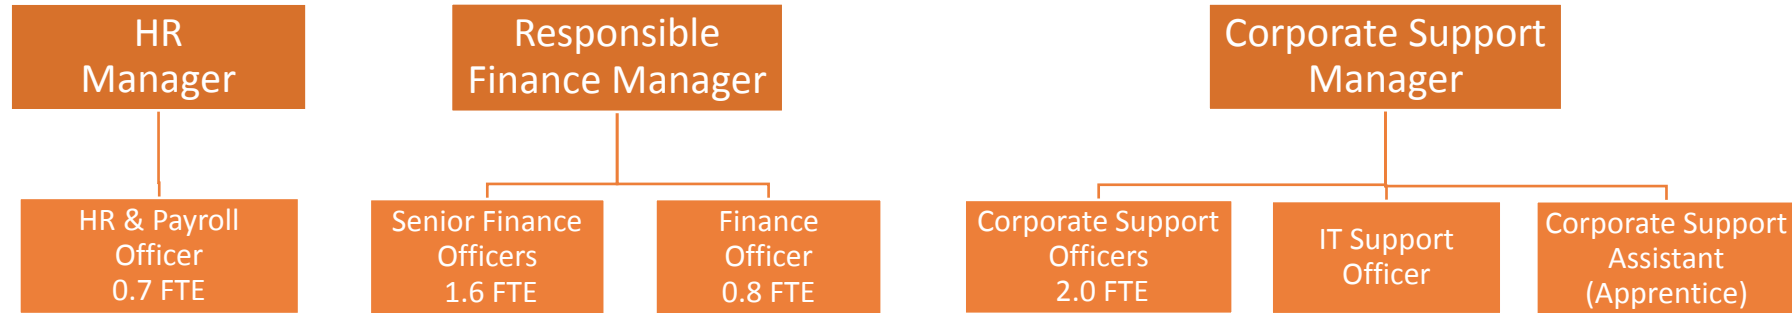 HR
Manager
Responsible
Finance Manager
Corporate Support
Manager
HR & Payroll
Officer
0.7 FTE
Senior Finance
Officers
1.6 FTE
Finance
Officer
0.8 FTE
Corporate Support
Officers
2.0 FTE
IT Support
Officer
Corporate Support
Assistant
(Apprentice)